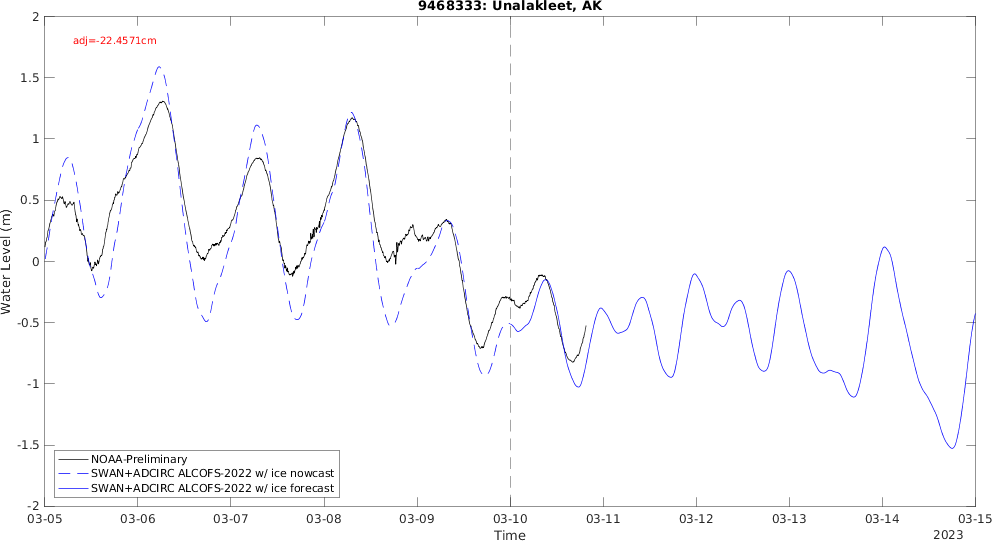 9468333: Unalakleet, AK
adj=-22.4571cm
Water Level (m)
2
1.5
1
0.5
0
-0.5
-1
-1.5
-2
NOAA-Preliminary
SWAN+ADCIRC ALCOFS-2022 w/ ice nowcast
SWAN+ADCIRC ALCOFS-2022 w/ ice forecast
03-05 03-06 03-07 03-08 03-09 03-10 03-11 03-12 03-13 03-14 03-15
Time
2023